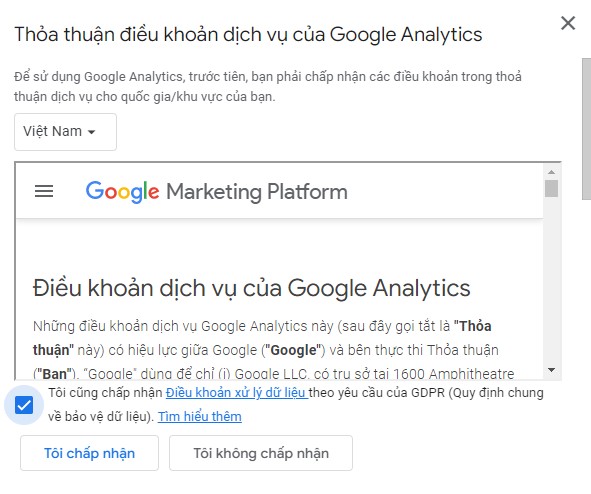 Thỏa thuận điều khoản dịch vụ của Google Analytics
Để sử dụng Google Analytics, trước tiên, bạn phải chấp nhận các điều khoản trong thoả
thuận dịch vụ cho quốc gia/khu vực của bạn.
Việt Nam
Google Marketing Platform
Điều khoản dịch vụ của Google Analytics
Những điều khoản dịch vụ Google Analytics này (sau đây gọi tắt là "Thỏa
thuận" này) có hiệu lực giữa Google ("Google") và bên thực thi Thỏa thuận
("Bạn"). "Google" dùng để chỉ (i) Google LLC, có trụ sở tại 1600 Amphitheatre
Tôi cũng chấp nhận Điều khoản xử lý dữ liệu theo yêu cầu của GDPR (Quy định chung
về bảo vệ dữ liệu). Tìm hiểu thêm
Tôi chấp nhận
Tôi không chấp nhận